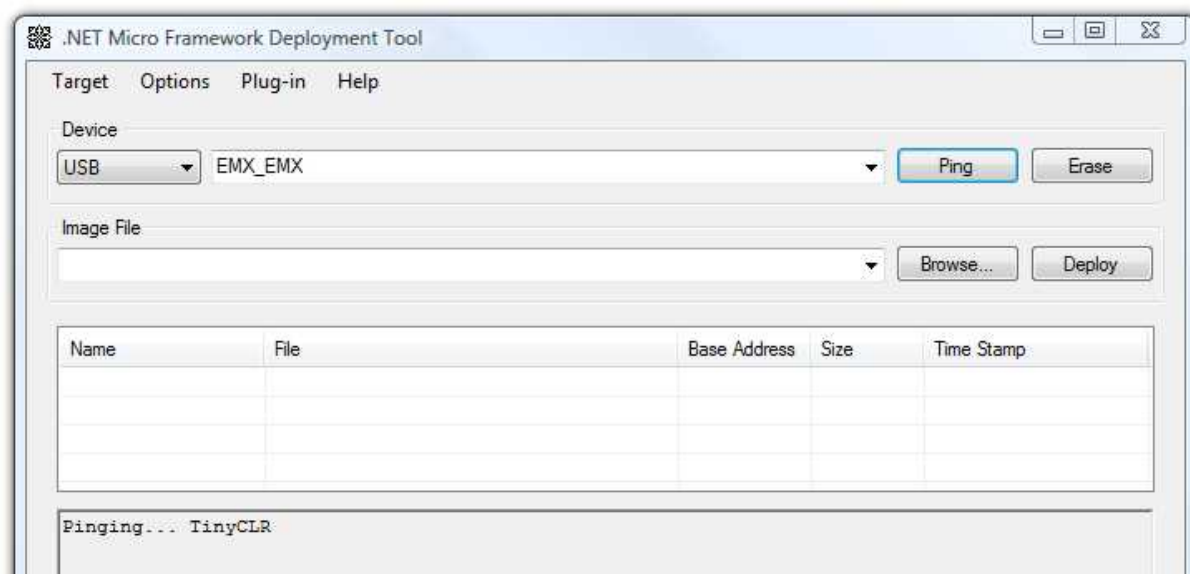 .NET Micro Framework Deployment Tool
Target Options Plug-in Help
Device
USB EMX_EMX Ping Erase
Image File
Browse... Deploy
Name File Base Address Size Time Stamp
Pinging... TinyCLR